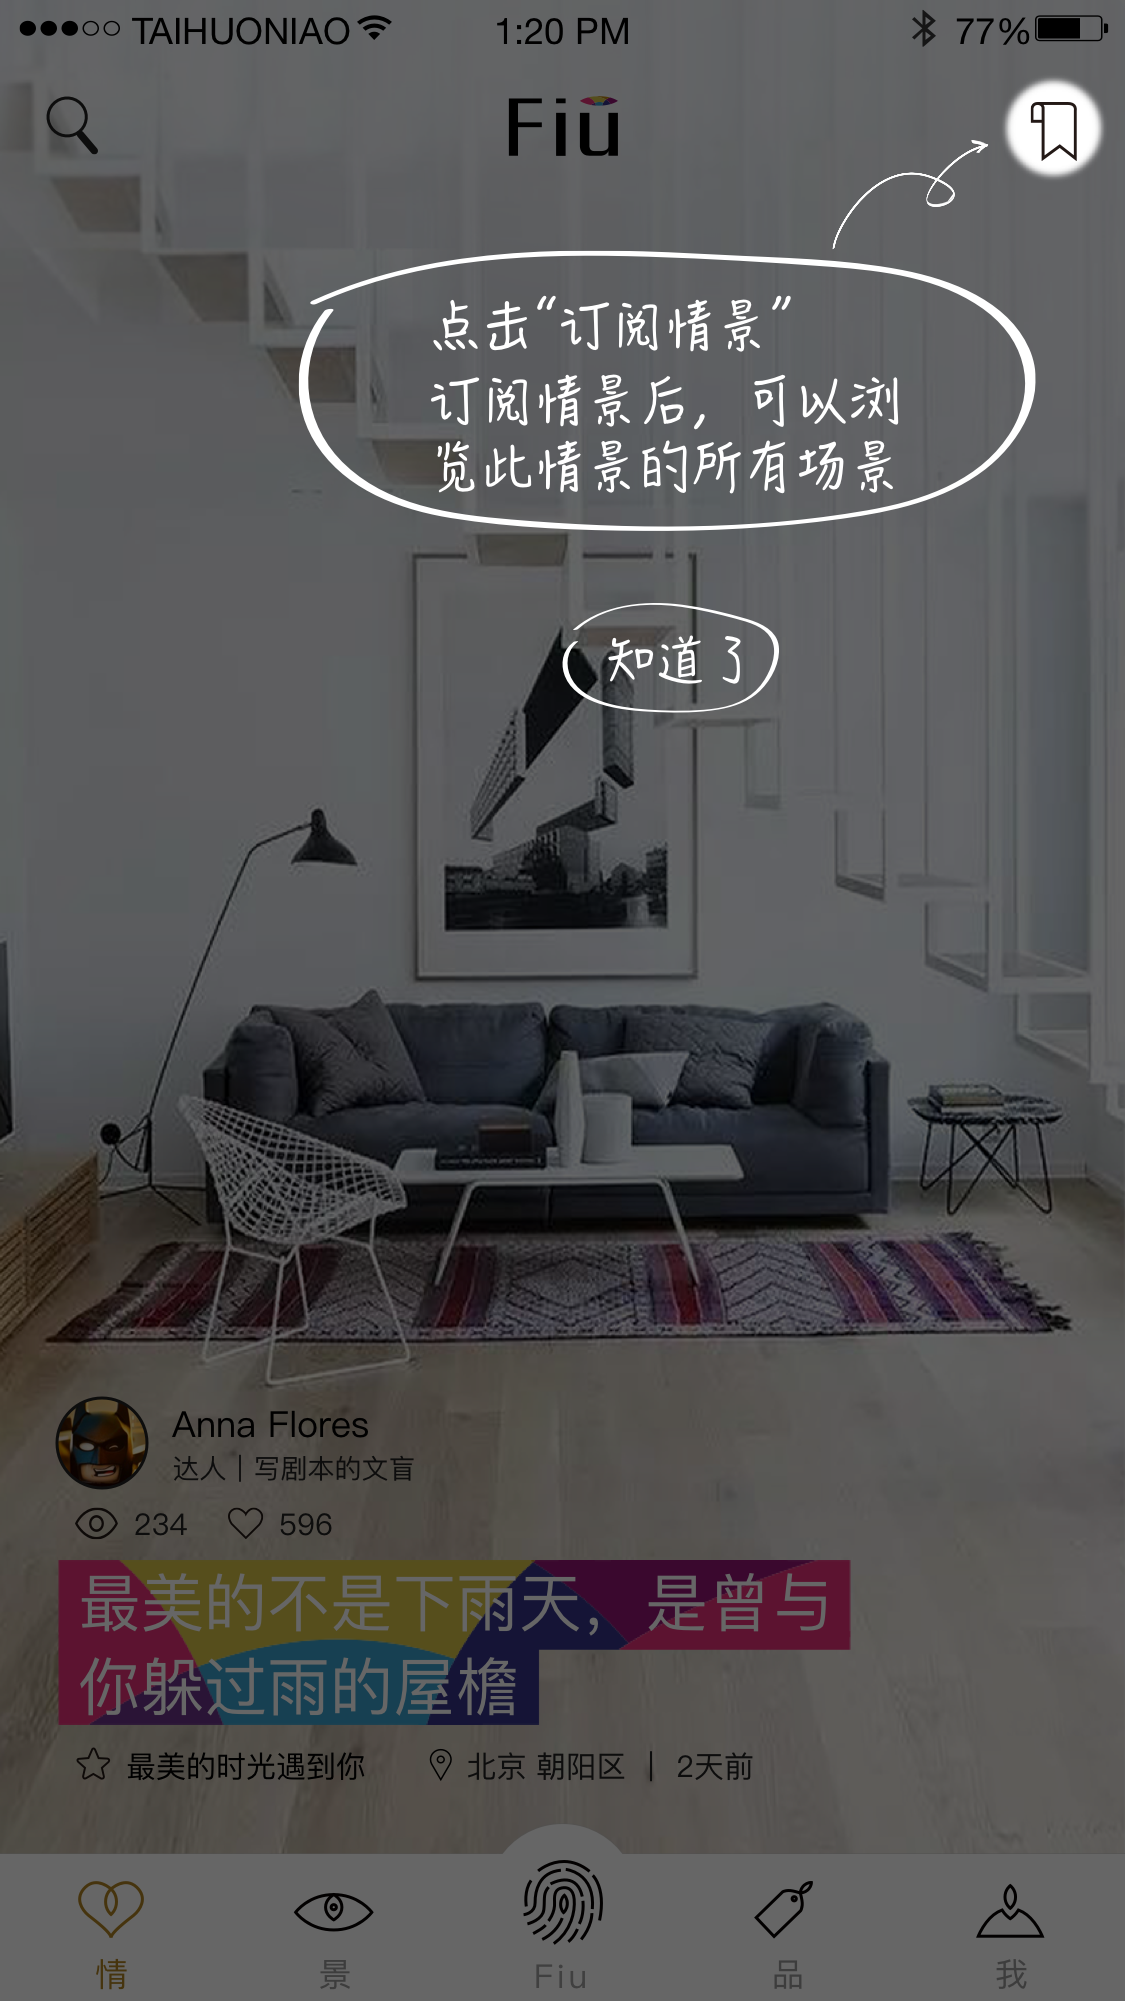 TAIHUONIAO 1:20 PM 77%
Fiu
点击“订阅情景”
订阅情景后，可以浏
览此情景的所有场景
知道了
Anna Flores
达人｜写剧本的文盲
234 596
最美的不是下雨天，是曾与
你躲过雨的屋檐
最美的时光遇到你 北京 朝阳区 | 2天前
情 景 Fiu 品 我